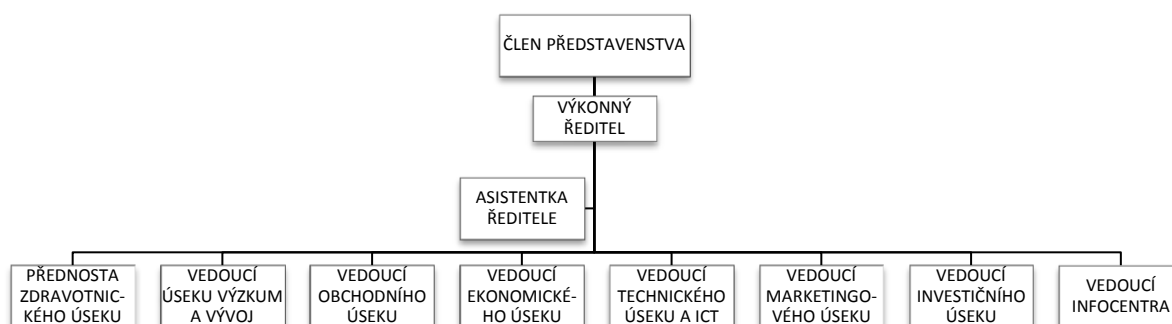 ČLEN PŘEDSTAVENSTVA
VÝKONNÝ
ŘEDITEL
ASISTENTKA
ŘEDITELE
PŘEDNOSTA
ZDRAVOTNIC-
KÉHO ÚSEKU
VEDOUCÍ
ÚSEKU VÝZKUM
A VÝVOJ
VEDOUCÍ
OBCHODNÍHO
ÚSEKU
VEDOUCÍ
EKONOMICKÉ-
HO ÚSEKU
VEDOUCÍ
TECHNICKÉHO
ÚSEKU A ICT
VEDOUCÍ
MARKETINGO-
VÉHO ÚSEKU
VEDOUCÍ
INVESTIČNÍHO
ÚSEKU
VEDOUCÍ
INFOCENTRA